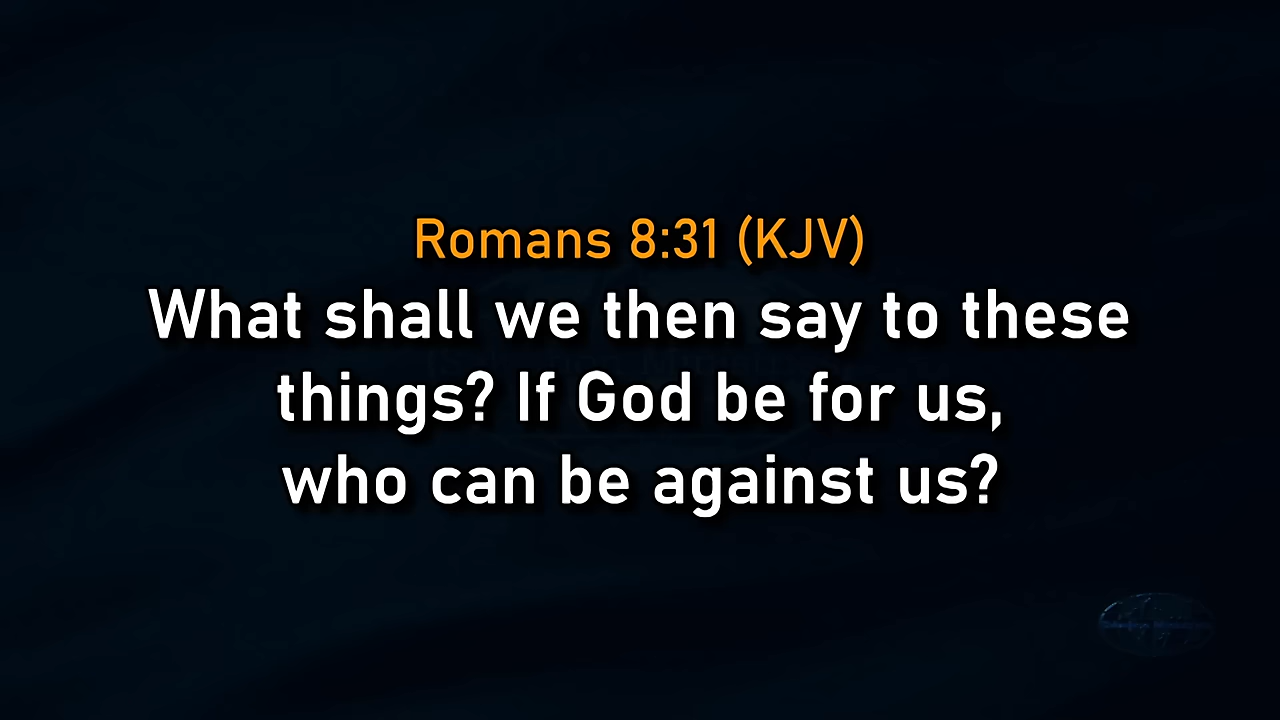 Romans 8:31 (KJV)
What shall we then say to these
things? If God be for us,
who can be against us?